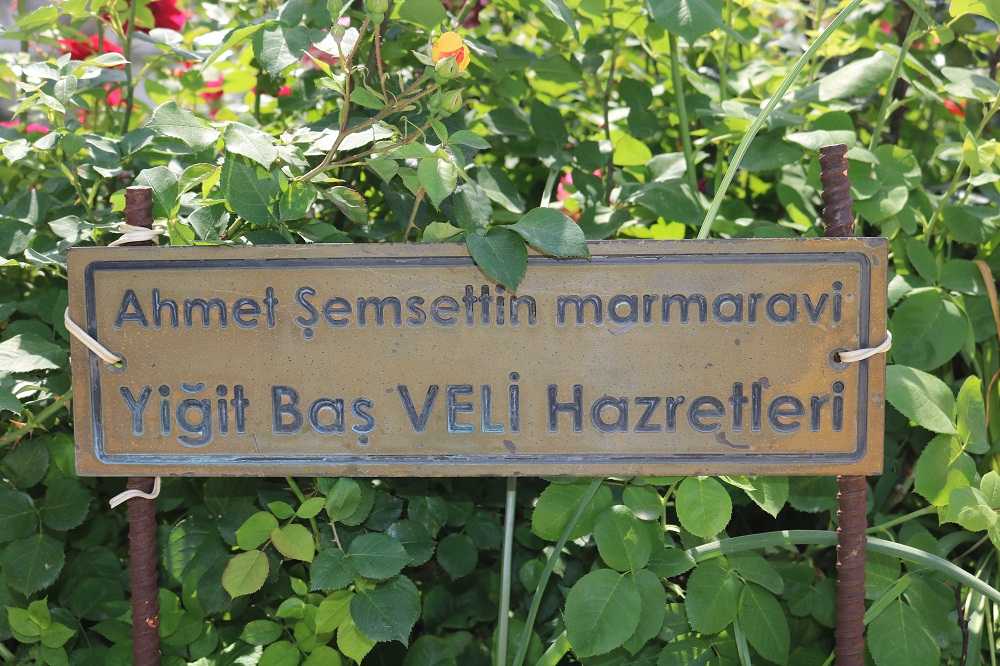 Ahmet Şemsettin marmaravi
Yiğit Baş VELİ Hazretleri